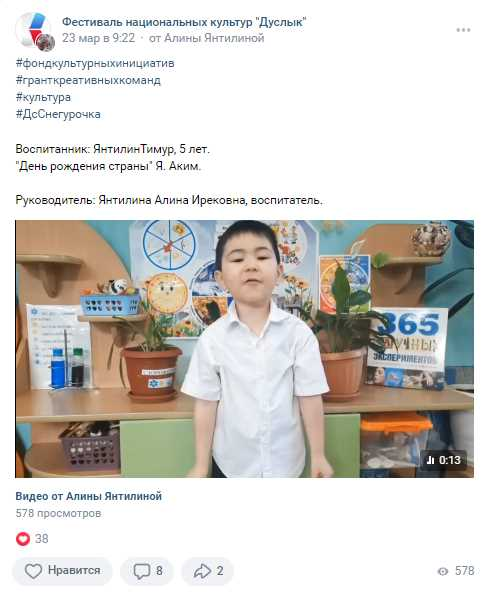 Фестиваль национальных культур "Дуслык"
23 мар в 9:22 · от Алины Янтилиной
#фондкультурныхинициатив
#гранткреативныхкоманд
#культура
#ДсСнегурочка
Воспитанник: ЯнтилинТимур, 5 лет.
"День рождения страны" Я. Аким.
Руководитель: Янтилина Алина Ирековна, воспитатель.
365
НАУЧНЫХ
ЭКСПЕРИМЕНТОВ
0:13
Видео от Алины Янтилиной
578 просмотров
38
Нравится
8
2
578